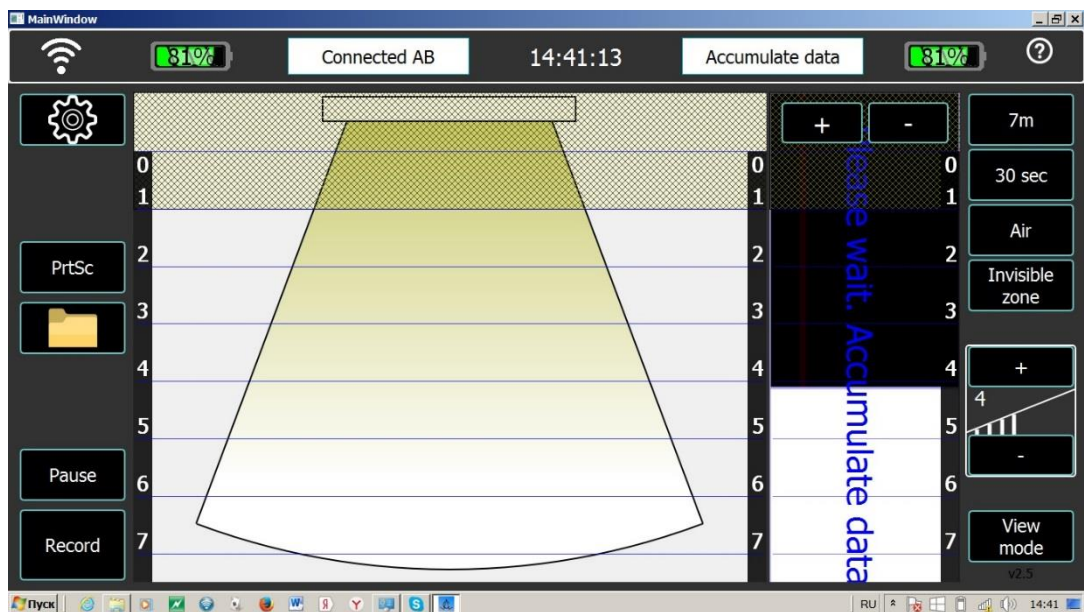 MainWindow
81%
Connected AB
14:41:13
Accumulate data
81%
?
PrtSc
Pause
Record
0
1
2
3
4
5
6
7
0
1
2
3
4
5
6
7
+
-
Please wait. Accumulate data
0
1
2
3
4
5
6
7
7m
30 sec
Air
Invisible
zone
+
4
-
View
mode
v2.5
Пуск
RU
14:41